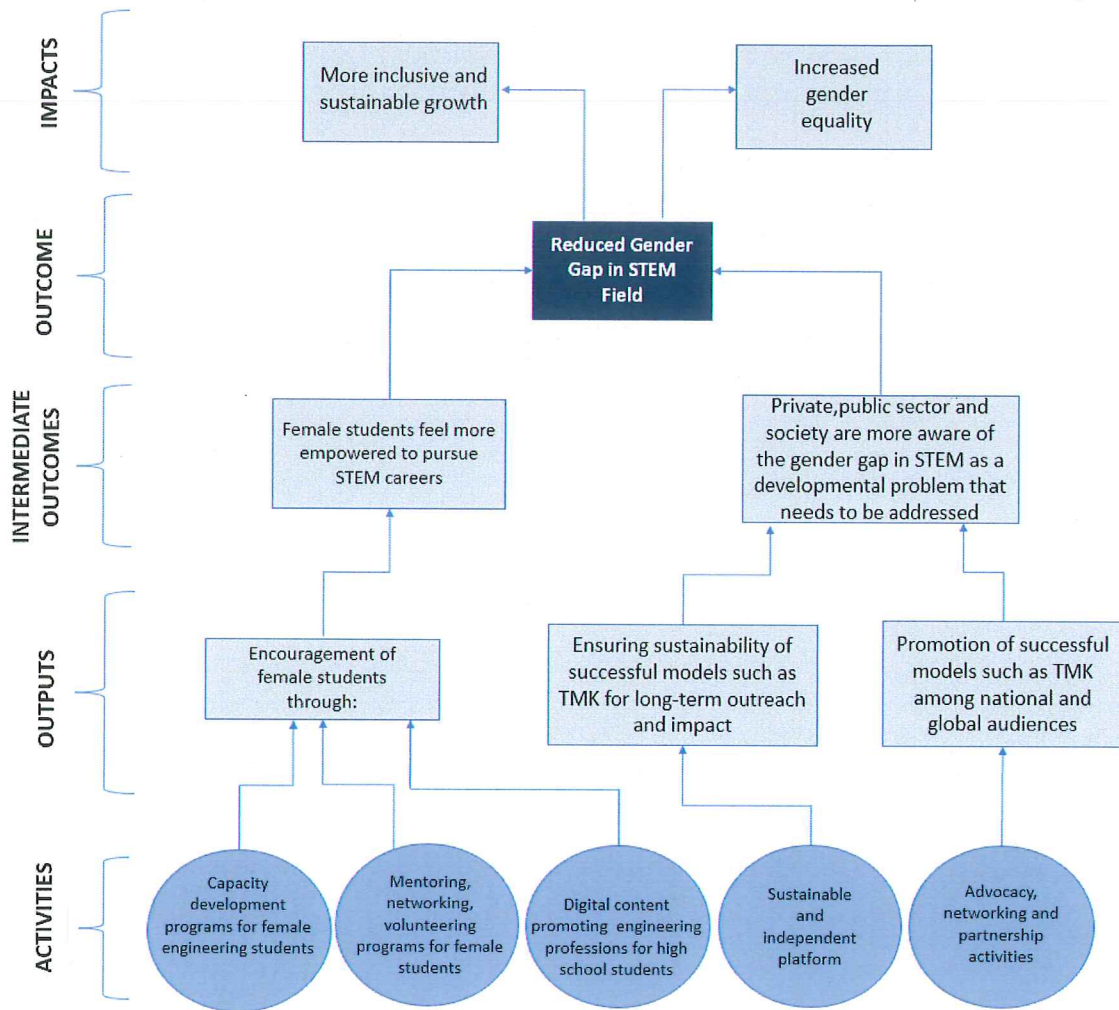 IMPACTS
More inclusive and
sustainable growth
Increased
gender
equality
OUTCOME
Reduced Gender
Gap in STEM
Field
INTERMEDIATE
OUTCOMES
Female students feel more
empowered to pursue
STEM careers
Private,public sector and
society are more aware of
the gender gap in STEM as a
developmental problem that
needs to be addressed
OUTPUTS
Encouragement of
female students
through:
Ensuring sustainability of
successful models such as
TMK for long-term outreach
and impact
Promotion of successful
models such as TMK
among national and
global audiences
ACTIVITIES
Capacity
development
programs for female
engineering students
Mentoring,
networking,
volunteering
programs for female
students
Digital content
promoting engineering
professions for high
school students
Sustainable
and
independent
platform
Advocacy,
networking and
partnership
activities